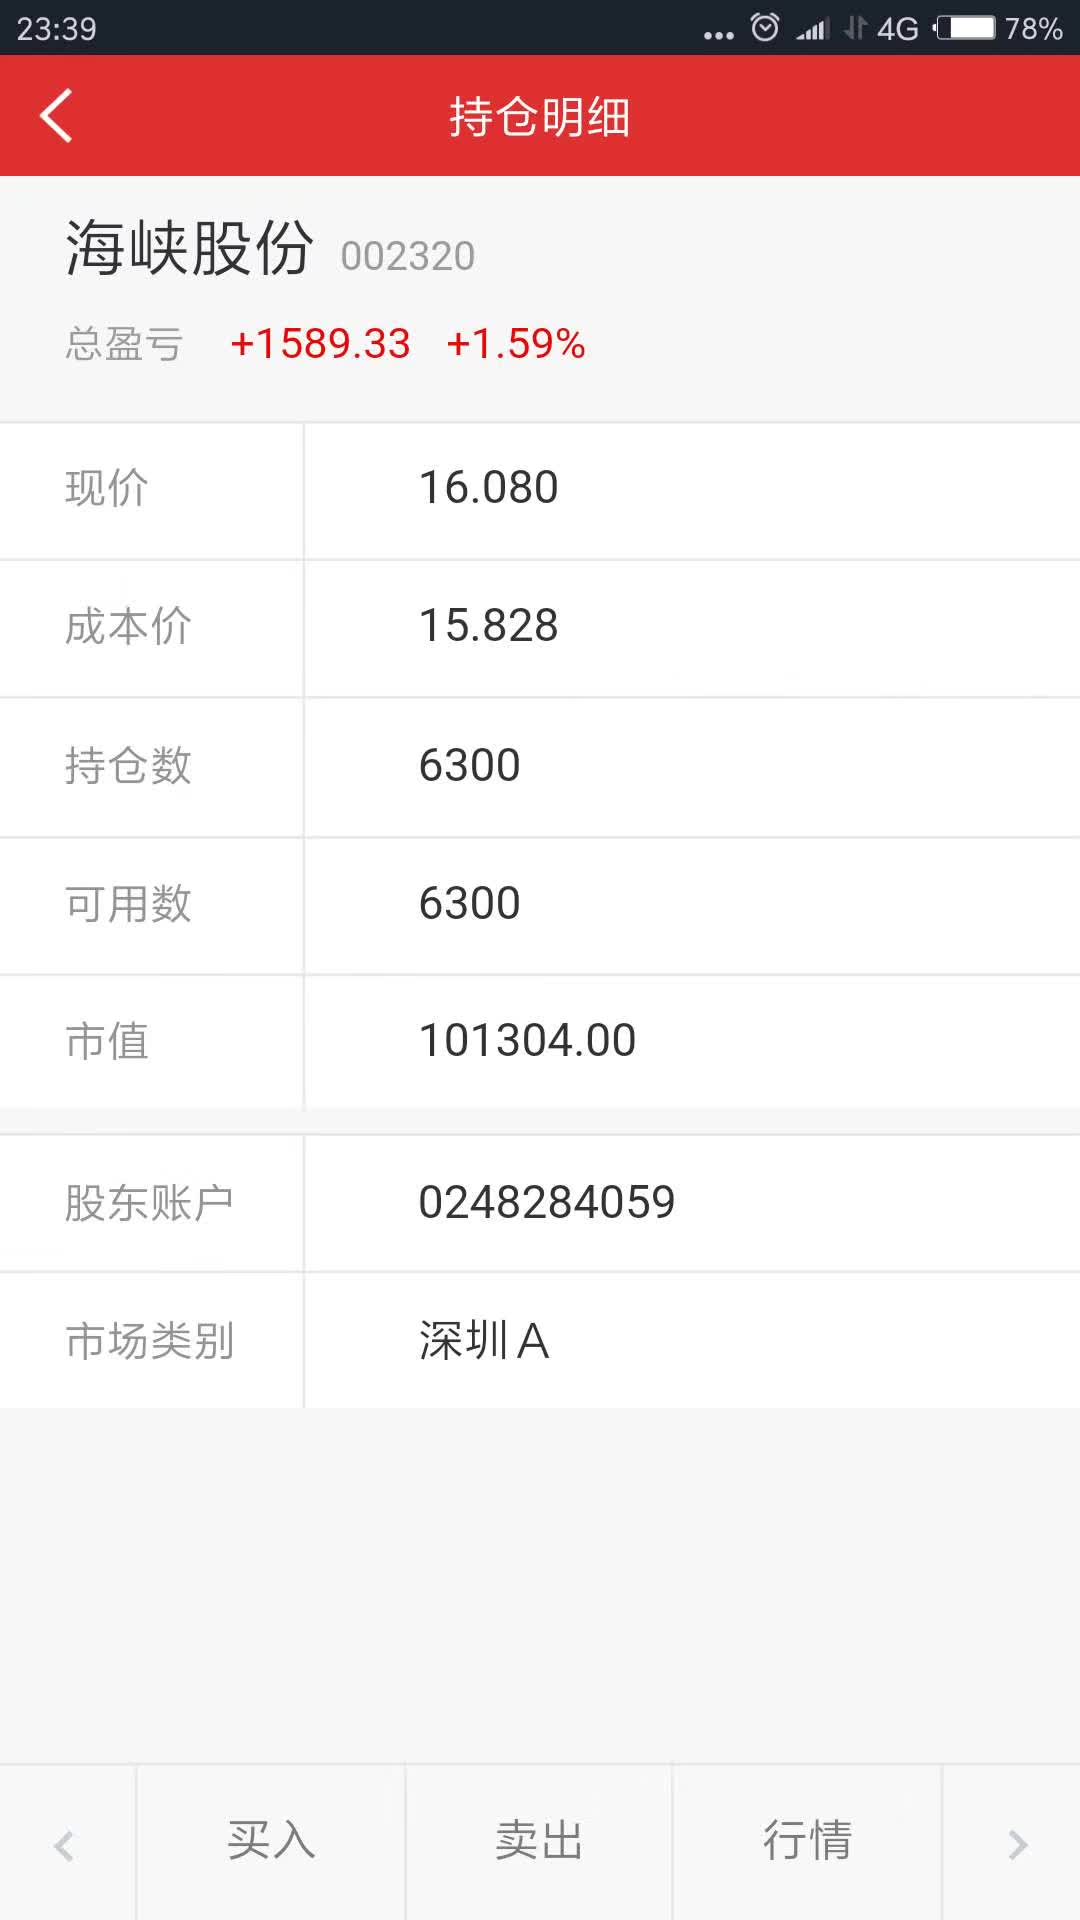 23:39 ... 4G 78%
持仓明细
海峡股份 002320
总盈亏 +1589.33 +1.59%
现价 16.080
成本价 15.828
持仓数 6300
可用数 6300
市值 101304.00
股东账户 0248284059
市场类别 深圳A
买入 卖出 行情